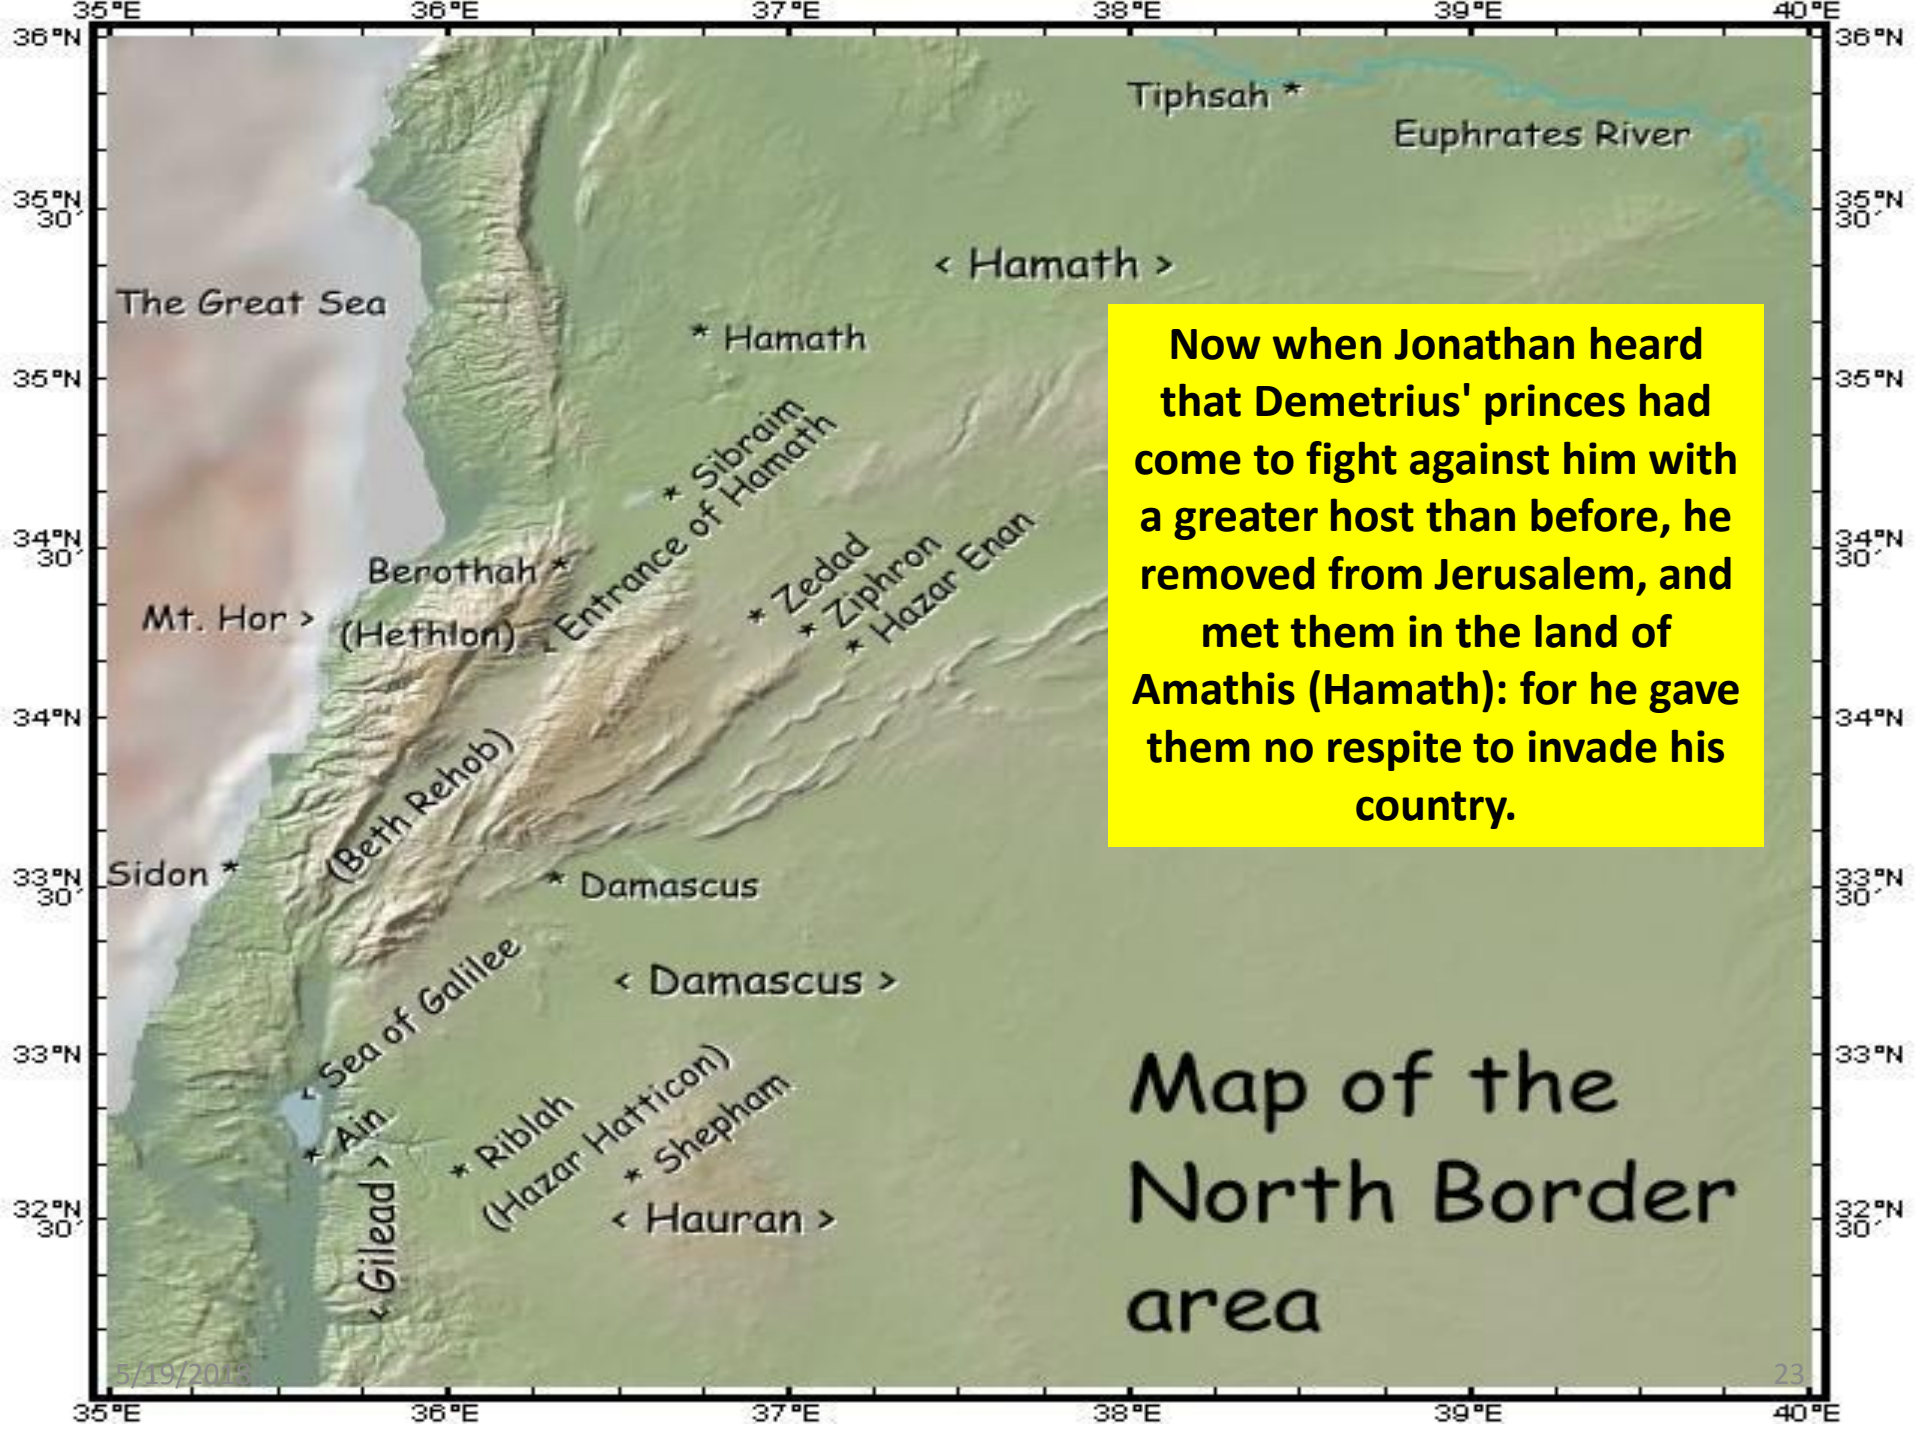 35°E 36°E 37°E 38°E 39°E 40°E
36°N 36°N
Tiphsah *
Euphrates River
35°N 30′ 35°N 30′
< Hamath >
The Great Sea
* Hamath
35°N 35°N
Now when Jonathan heard
that Demetrius' princes had
come to fight against him with
a greater host than before, he
removed from Jerusalem, and
met them in the land of
Amathis (Hamath): for he gave
them no respite to invade his
country.
* Sibraim
Entrance of Hamath
34°N 30′ 34°N 30′
Berothah *
* Zedad
* Ziphron
* Hazar Enan
Mt. Hor >
(Hethlon)
34°N 34°N
(Beth Rehob)
Sidon *
33°N 30′ 33°N 30′
* Damascus
Sea of Galilee
< Damascus >
33°N 33°N
Map of the
North Border
area
* Ain
* Riblah
(Hazar Hatticon)
* Shepham
< Gilead >
< Hauran >
32°N 30′ 32°N 30′
23
35°E 36°E 37°E 38°E 39°E 40°E